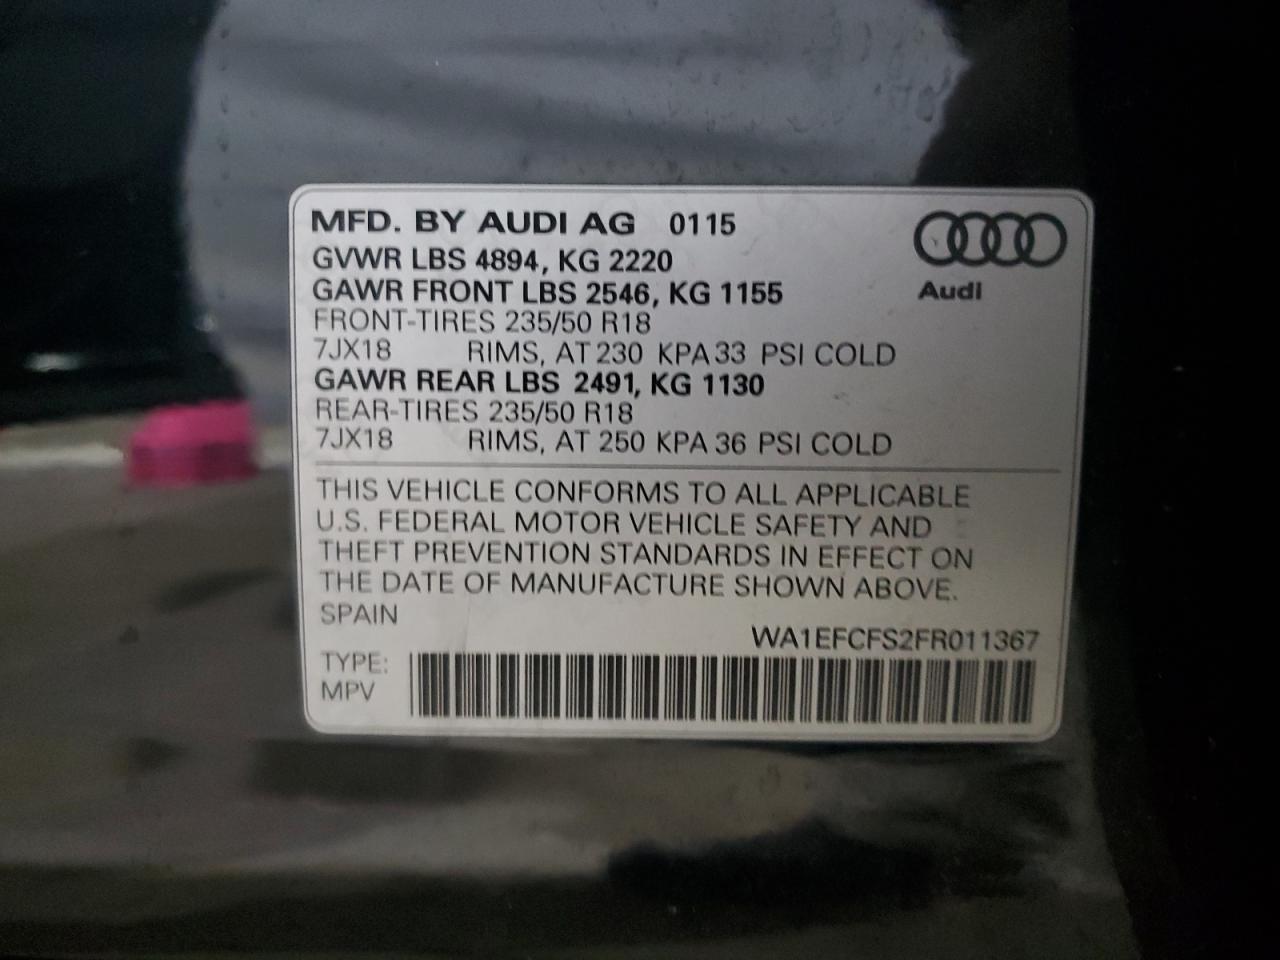 MFD. BY AUDI AG 0115
GVWR LBS 4894, KG 2220
GAWR FRONT LBS 2546, KG 1155
FRONT-TIRES 235/50 R18
7JX18 RIMS, AT 230 KPA 33 PSI COLD
GAWR REAR LBS 2491, KG 1130
REAR-TIRES 235/50 R18
7JX18 RIMS, AT 250 KPA 36 PSI COLD
Audi
THIS VEHICLE CONFORMS TO ALL APPLICABLE
U.S. FEDERAL MOTOR VEHICLE SAFETY AND
THEFT PREVENTION STANDARDS IN EFFECT ON
THE DATE OF MANUFACTURE SHOWN ABOVE.
SPAIN
WA1EFCFS2FR011367
TYPE:
MPV